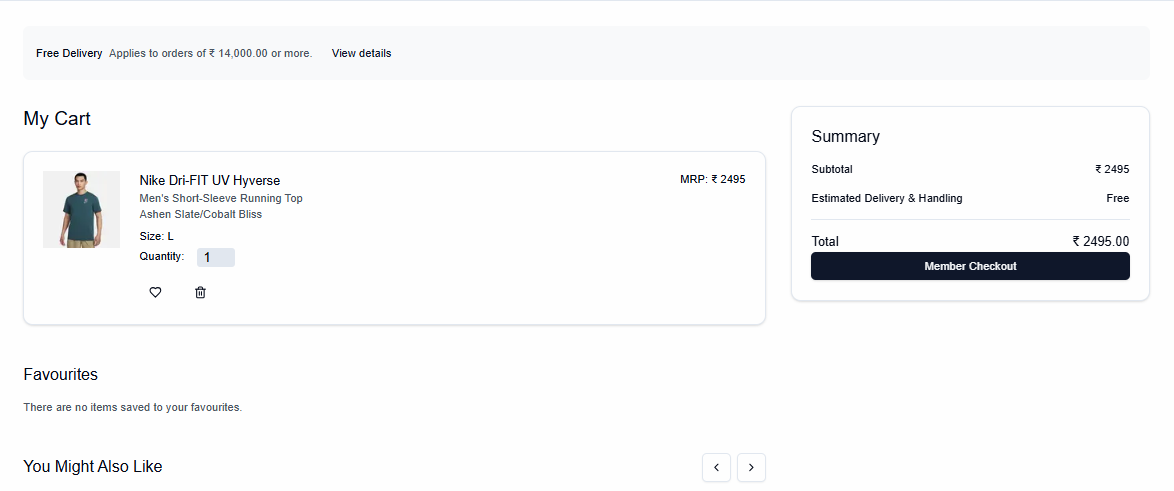 Free Delivery Applies to orders of ₹ 14,000.00 or more. View details
My Cart
Nike Dri-FIT UV Hyverse
MRP: ₹ 2495
Men's Short-Sleeve Running Top
Ashen Slate/Cobalt Bliss
Size: L
Quantity: 1
Summary
Subtotal ₹ 2495
Estimated Delivery & Handling Free
Total ₹ 2495.00
Member Checkout
Favourites
There are no items saved to your favourites.
You Might Also Like